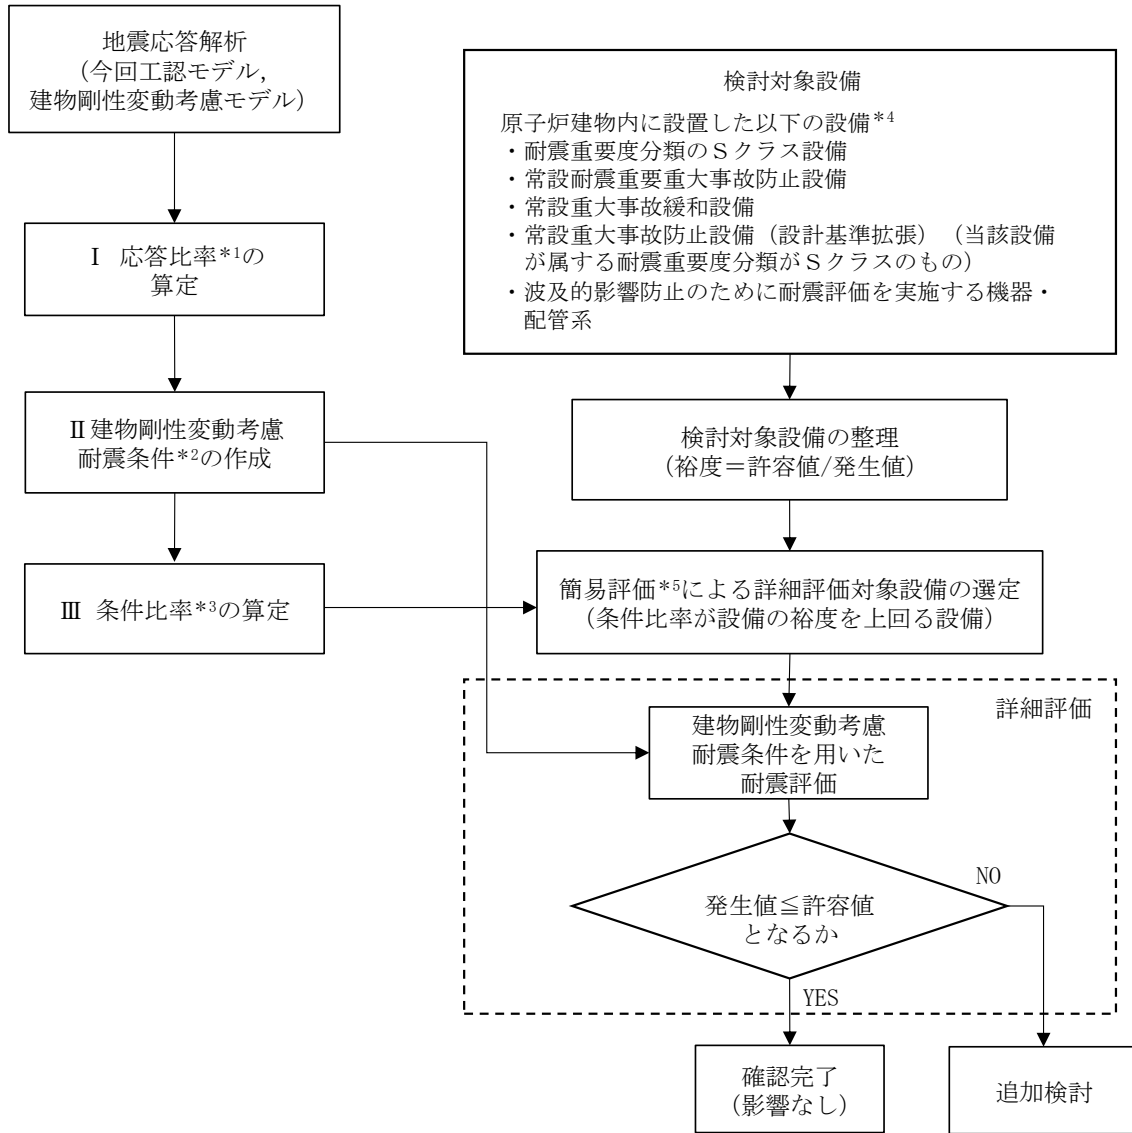 地震応答解析
(今回工認モデル,
建物剛性変動考慮モデル)
Ⅰ 応答比率*1の
算定
Ⅱ建物剛性変動考慮
耐震条件*2の作成
Ⅲ 条件比率*3の算定
検討対象設備
原子炉建物内に設置した以下の設備*4
・耐震重要度分類のSクラス設備
・常設耐震重要重大事故防止設備
・常設重大事故緩和設備
・常設重大事故防止設備(設計基準拡張)(当該設備
が属する耐震重要度分類がSクラスのもの)
・波及的影響防止のために耐震評価を実施する機器・
配管系
検討対象設備の整理
(裕度=許容値/発生値)
簡易評価*5による詳細評価対象設備の選定
(条件比率が設備の裕度を上回る設備)
詳細評価
建物剛性変動考慮
耐震条件を用いた
耐震評価
発生値≦許容値
となるか
NO
YES
確認完了
(影響なし)
追加検討